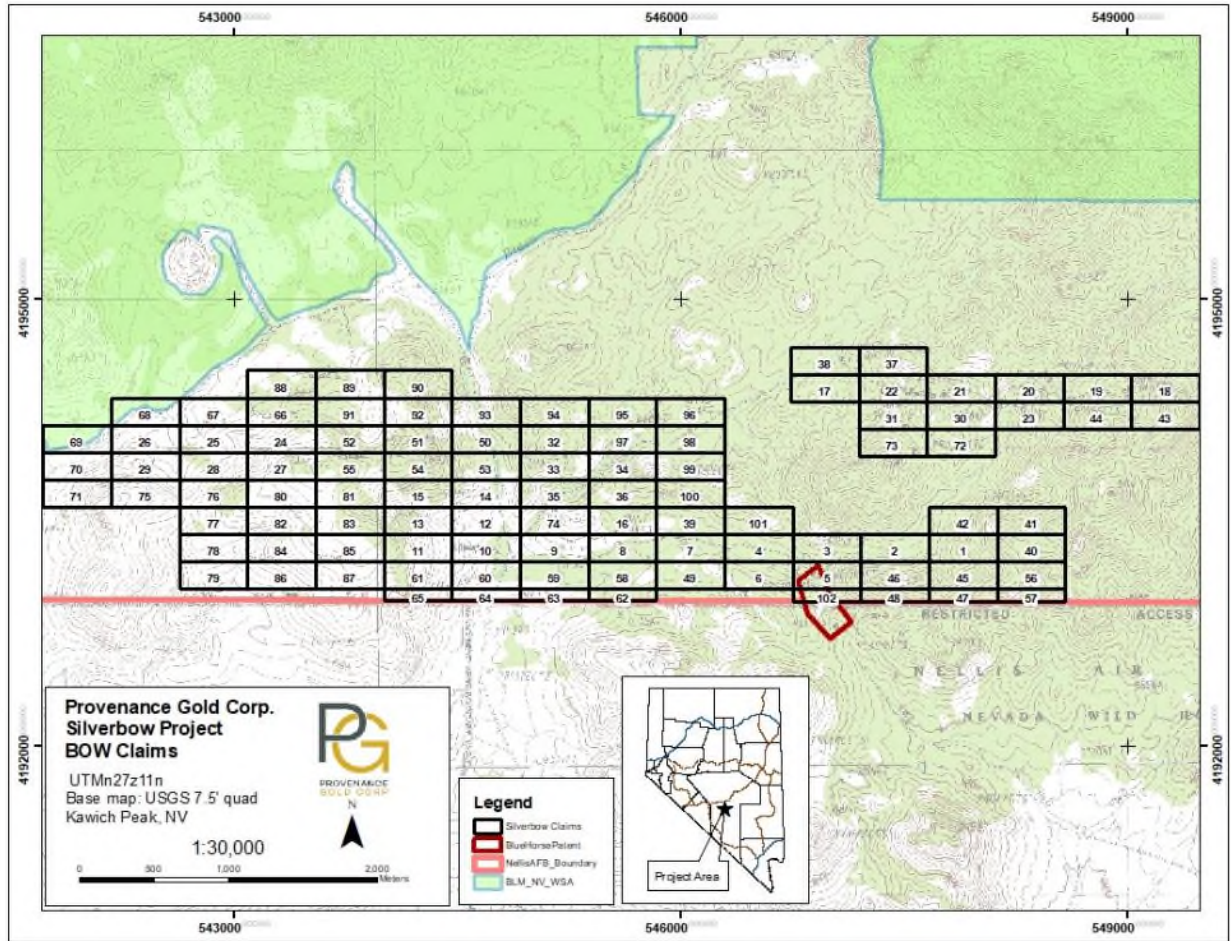 543000
546000
549000
4195000
4195000
38 37
17 22 21 20 19 18
88 89 90
68 67 66 91 92 93 94 95 96
31 30 23 44 43
69 26 25 24 52 51 50 32 97 98
73 72
70 29 28 27 55 54 53 33 34 99
71 75 76 80 81 15 14 35 36 100
77 82 83 13 12 74 16 39 101
42 41
78 84 85 11 10 9 8 7 4 3 2 1 40
79 86 87 61 60 59 58 49 6 5 46 45 56
65 64 63 62 102 48 47 57
RESTRICTED ACCESS
NELLIS AIR
NEVADA WILD
4192000
4192000
Provenance Gold Corp.
Silverbow Project
BOW Claims
UTMn27z11n
Base map: USGS 7.5' quad
Kawich Peak, NV
1:30,000
0 500 1,000 2,000
Meters
PG
PROVENANCE
GOLD CORP
N
Legend
Silverbow Claims
BlueHorsePatent
NellisAFB_Boundary
BLM_NV_WSA
Project Area
543000
546000
549000